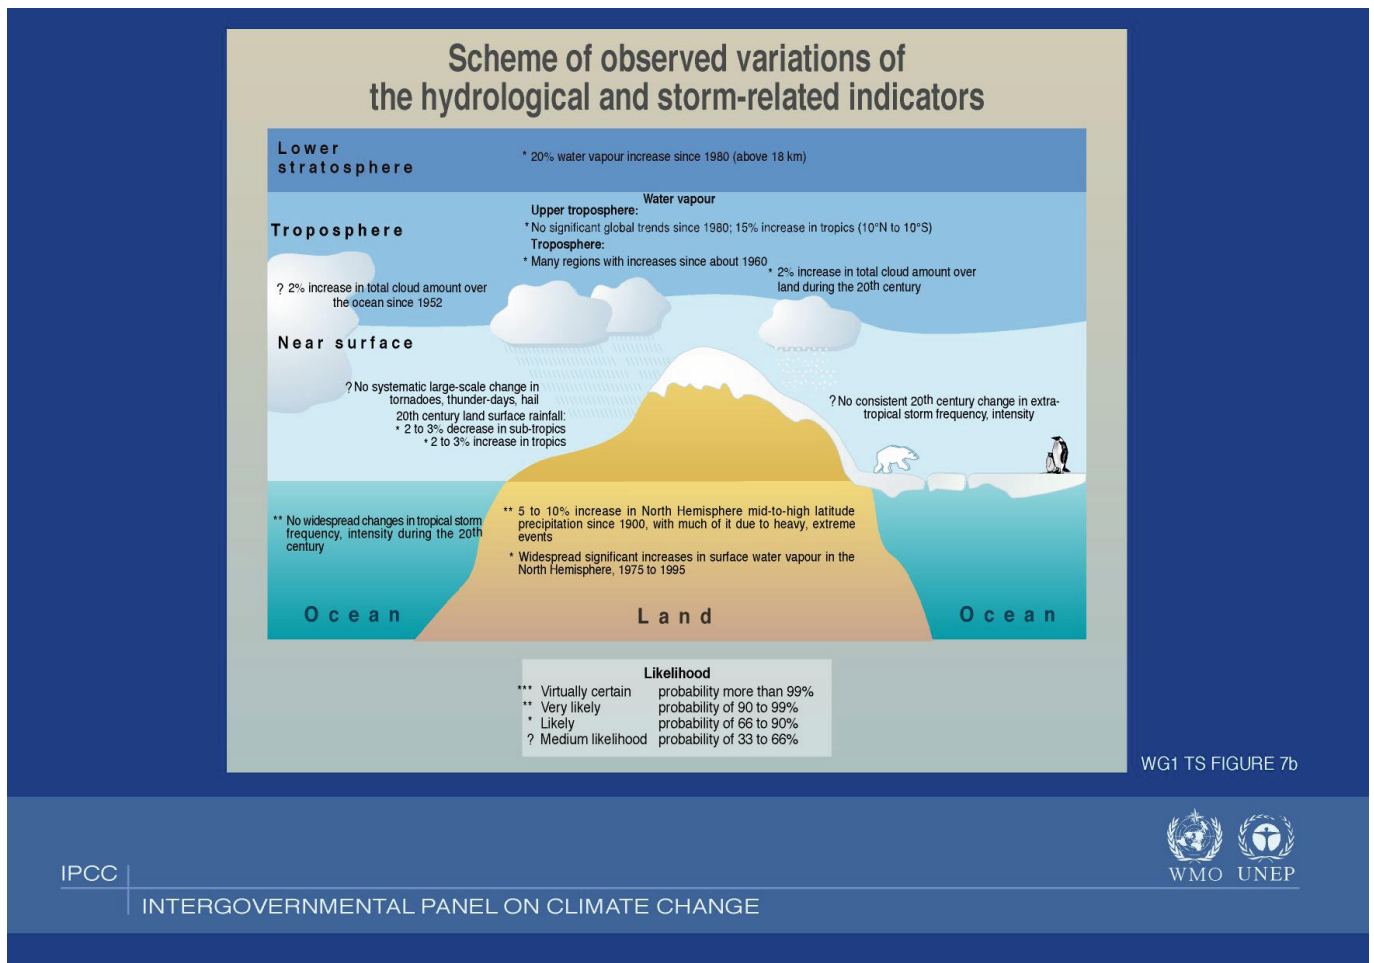 Scheme of observed variations of
the hydrological and storm-related indicators
Lower
stratosphere
* 20% water vapour increase since 1980 (above 18 km)
Water vapour
Upper troposphere:
* No significant global trends since 1980; 15% increase in tropics (10°N to 10°S)
Troposphere
Troposphere:
* Many regions with increases since about 1960
* 2% increase in total cloud amount over
land during the 20th century
? 2% increase in total cloud amount over
the ocean since 1952
Near surface
? No systematic large-scale change in
tornadoes, thunder-days, hail
20th century land surface rainfall:
* 2 to 3% decrease in sub-tropics
* 2 to 3% increase in tropics
? No consistent 20th century change in extra-
tropical storm frequency, intensity
** No widespread changes in tropical storm
frequency, intensity during the 20th
century
** 5 to 10% increase in North Hemisphere mid-to-high latitude
precipitation since 1900, with much of it due to heavy, extreme
events
* Widespread significant increases in surface water vapour in the
North Hemisphere, 1975 to 1995
Ocean
Land
Ocean
Likelihood
*** Virtually certain probability more than 99%
** Very likely probability of 90 to 99%
* Likely probability of 66 to 90%
? Medium likelihood probability of 33 to 66%
WG1 TS FIGURE 7b
WMO UNEP
IPCC
INTERGOVERNMENTAL PANEL ON CLIMATE CHANGE